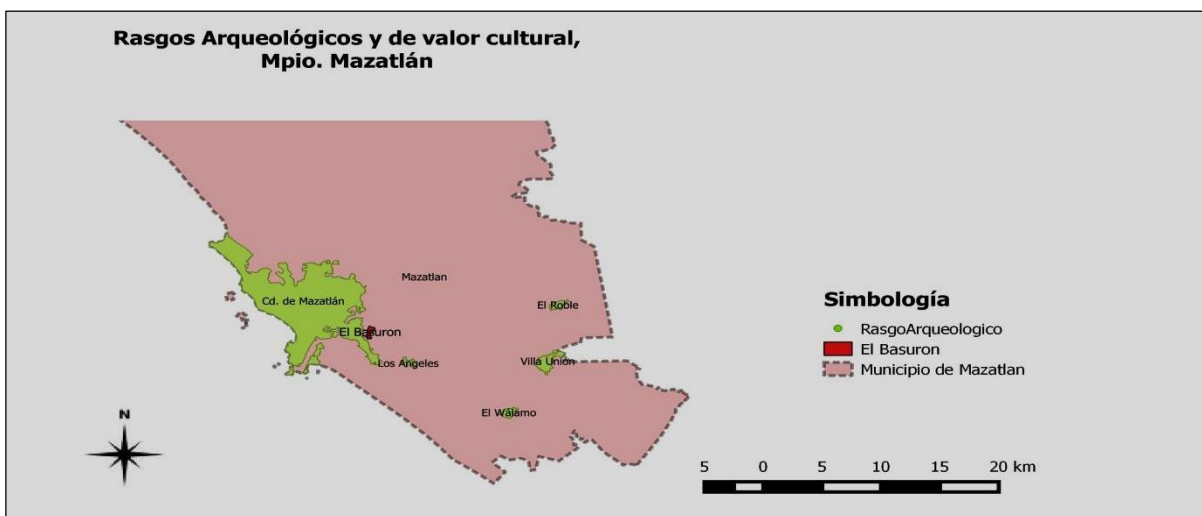 Rasgos Arqueológicos y de valor cultural,
Mpio. Mazatlán
Mazatlan
Cd. de Mazatlán
El Roble
El Basuron
Los Angeles
Villa Unión
El Walamo
N
Simbología
RasgoArqueologico
El Basuron
Municipio de Mazatlan
5 0 5 10 15 20 km